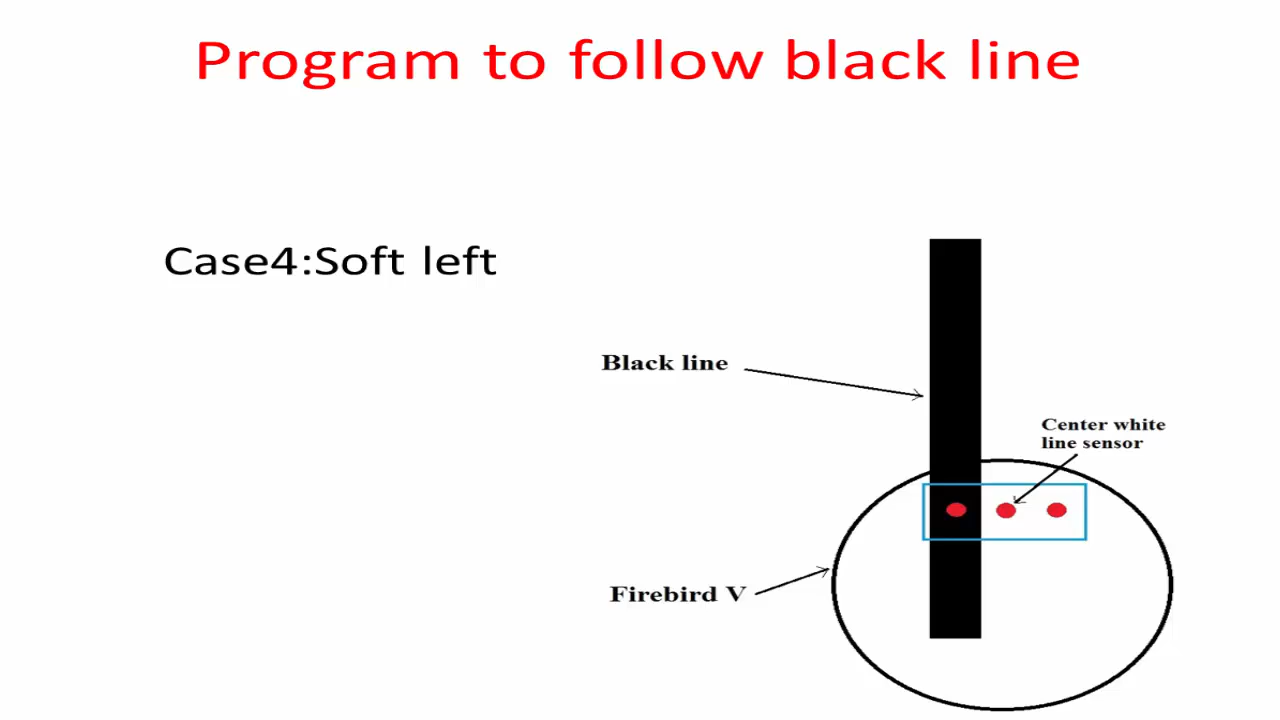 Program to follow black line
Case4:Soft left
Black line
Center white
line sensor
Firebird V